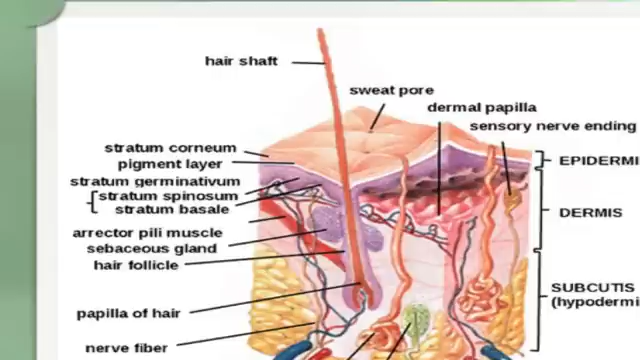 hair shaft
sweat pore
dermal papilla
sensory nerve ending
stratum corneum
pigment layer
stratum germinativum
stratum spinosum
stratum basale
arrector pili muscle
sebaceous gland
hair follicle
papilla of hair
nerve fiber
EPIDERMI
DERMIS
SUBCUTIS
(hypodermi